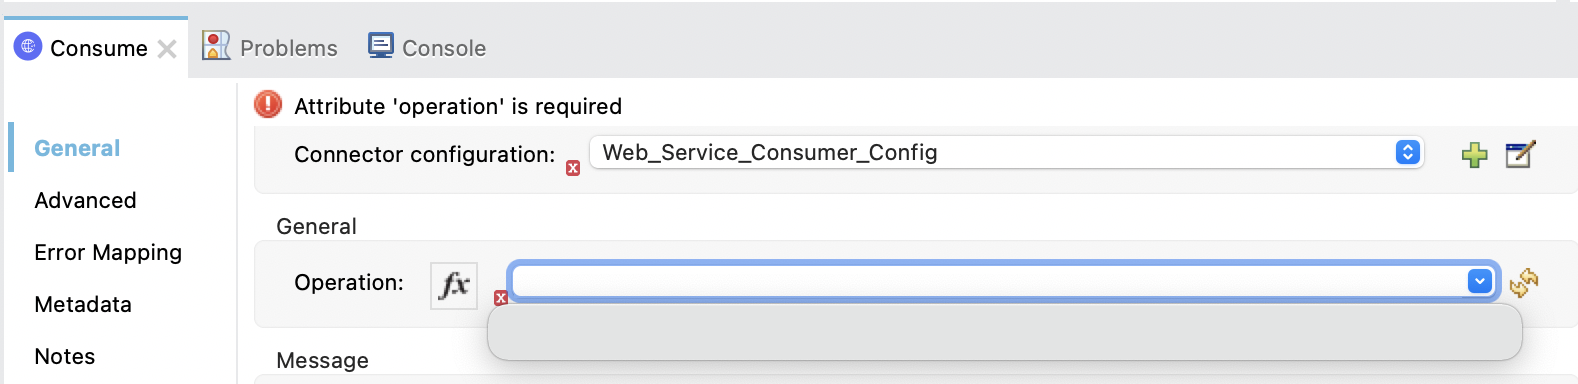 Consume
Problems
Console
Attribute 'operation' is required
General
Connector configuration:
Web_Service_Consumer_Config
Advanced
General
Error Mapping
Operation:
fx
Metadata
Notes
Message